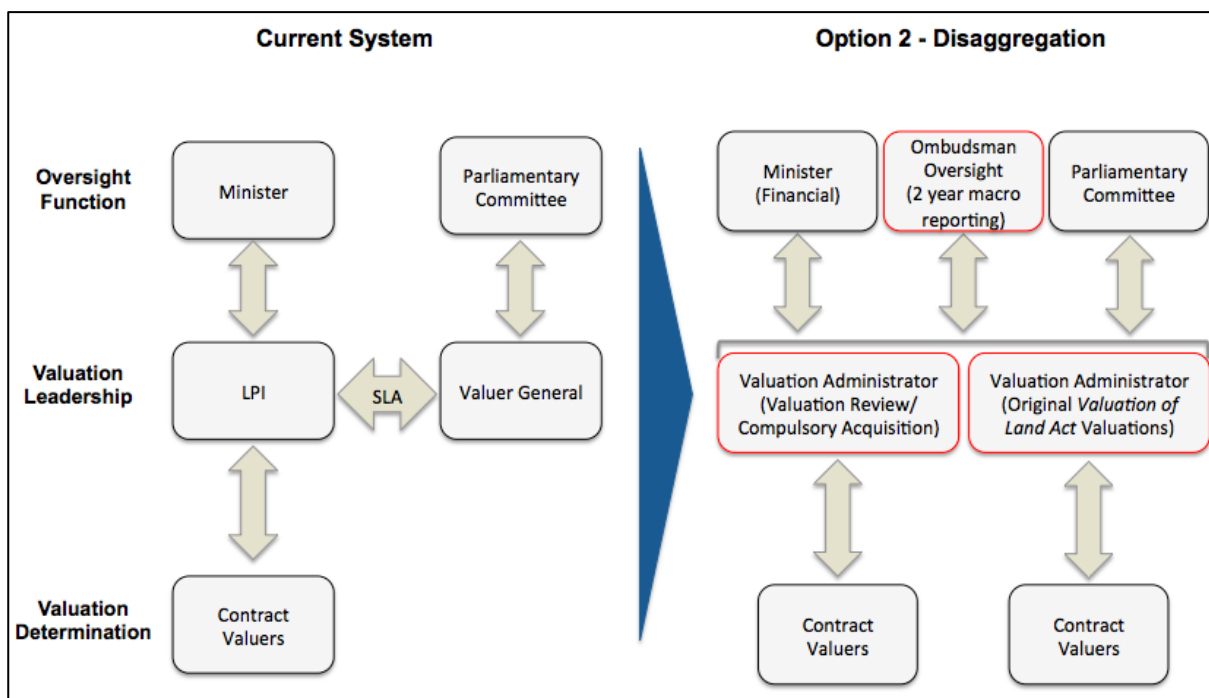 Current System
Option 2 - Disaggregation
Oversight
Function
Minister
Parliamentary
Committee
Minister
(Financial)
Ombudsman
Oversight
(2 year macro
reporting)
Parliamentary
Committee
Valuation
Leadership
LPI
SLA
Valuer General
Valuation Administrator
(Valuation Review/
Compulsory Acquisition)
Valuation Administrator
(Original Valuation of
Land Act Valuations)
Valuation
Determination
Contract
Valuers
Contract
Valuers
Contract
Valuers